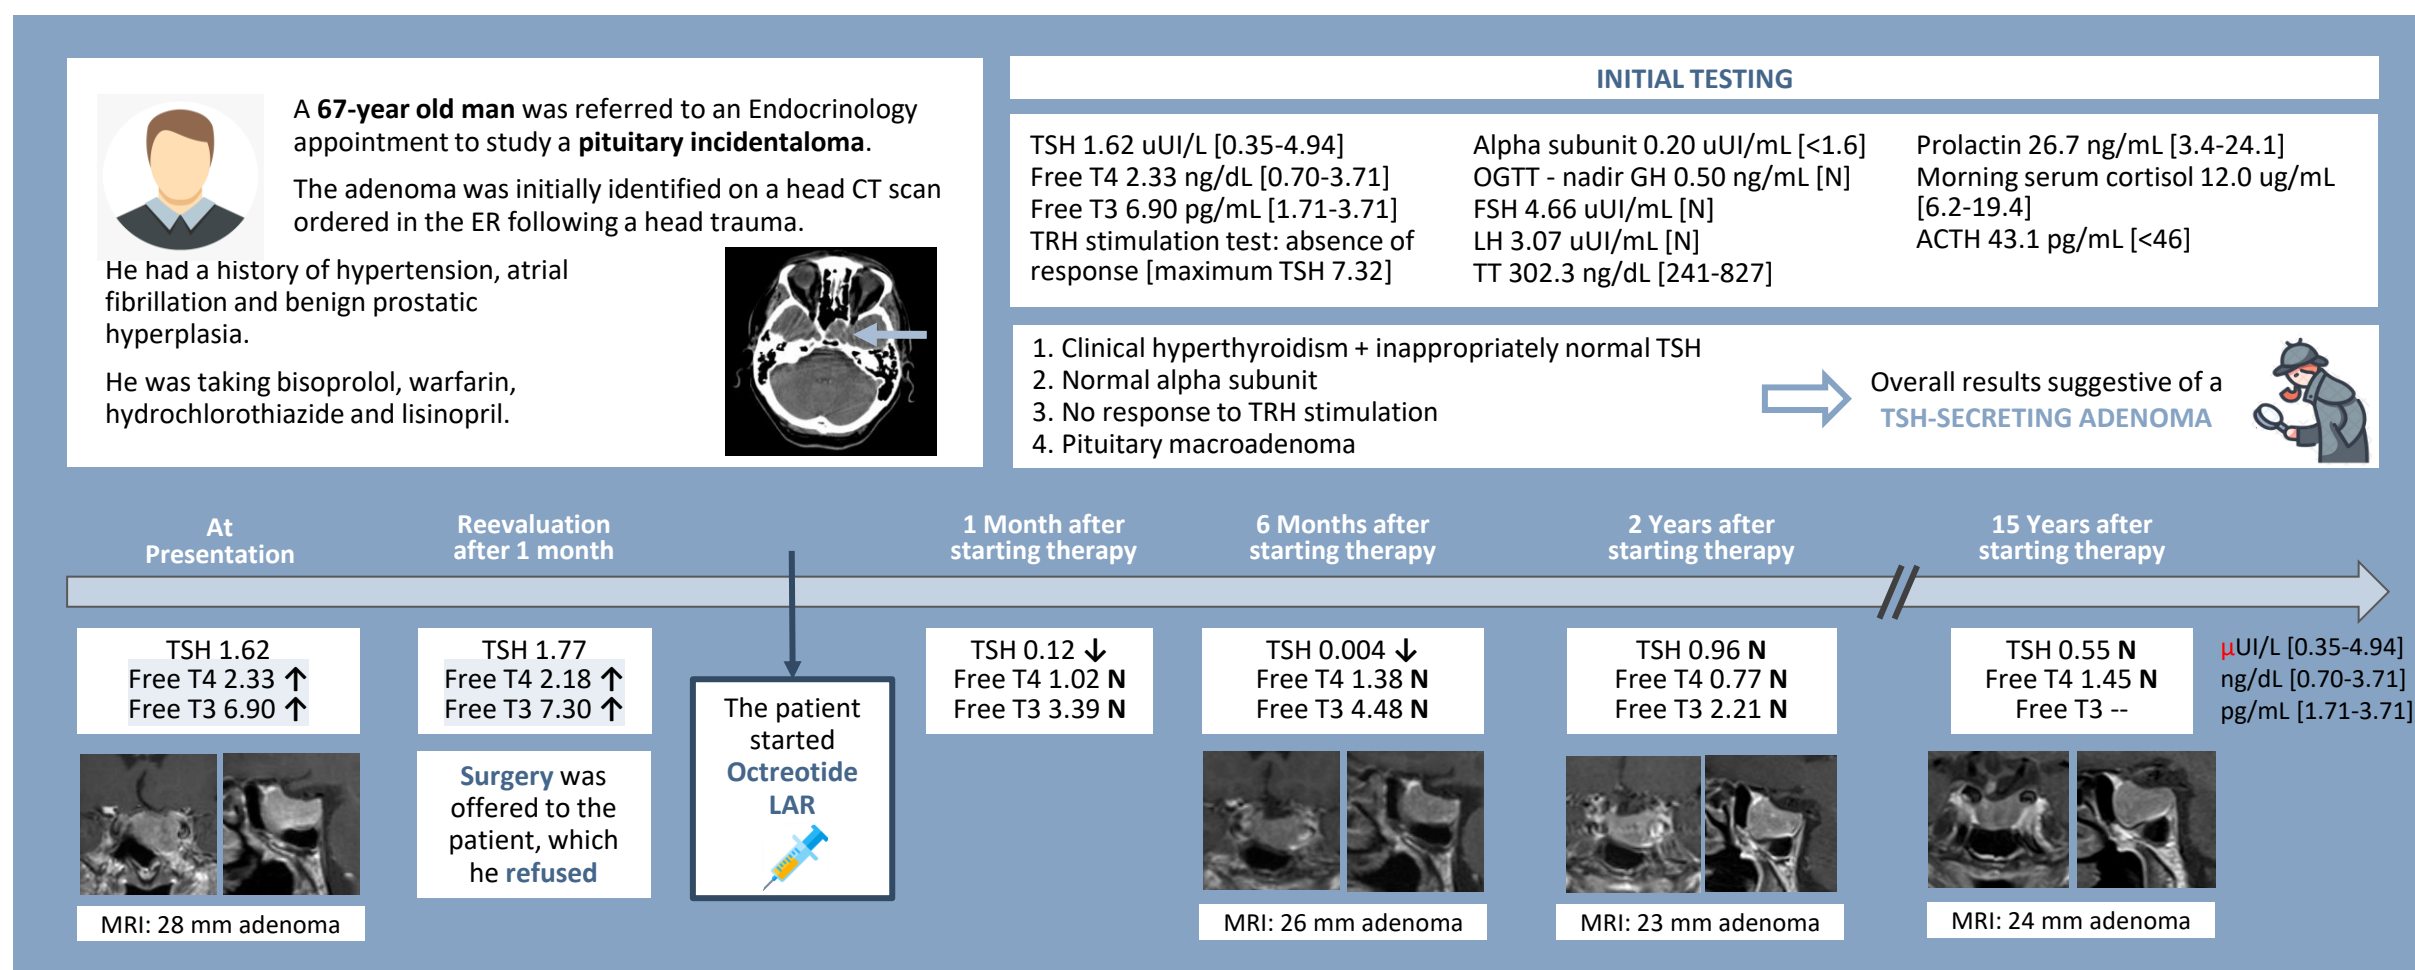 A 67-year old man was referred to an Endocrinology
appointment to study a pituitary incidentaloma.
The adenoma was initially identified on a head CT scan
ordered in the ER following a head trauma.
He had a history of hypertension, atrial
fibrillation and benign prostatic
hyperplasia.
He was taking bisoprolol, warfarin,
hydrochlorothiazide and lisinopril.
INITIAL TESTING
TSH 1.62 uUI/L [0.35-4.94]
Free T4 2.33 ng/dL [0.70-3.71]
Free T3 6.90 pg/mL [1.71-3.71]
TRH stimulation test: absence of
response [maximum TSH 7.32]
Alpha subunit 0.20 uUI/mL [<1.6]
OGTT - nadir GH 0.50 ng/mL [N]
FSH 4.66 uUI/mL [N]
LH 3.07 uUI/mL [N]
TT 302.3 ng/dL [241-827]
Prolactin 26.7 ng/mL [3.4-24.1]
Morning serum cortisol 12.0 ug/mL
[6.2-19.4]
ACTH 43.1 pg/mL [<46]
1. Clinical hyperthyroidism + inappropriately normal TSH
2. Normal alpha subunit
3. No response to TRH stimulation
4. Pituitary macroadenoma
Overall results suggestive of a
TSH-SECRETING ADENOMA
At
Presentation
Reevaluation
after 1 month
1 Month after
starting therapy
6 Months after
starting therapy
2 Years after
starting therapy
15 Years after
starting therapy
TSH 1.62
Free T4 2.33 ↑
Free T3 6.90 ↑
MRI: 28 mm adenoma
TSH 1.77
Free T4 2.18 ↑
Free T3 7.30 ↑
Surgery was
offered to the
patient, which
he refused
The patient
started
Octreotide
LAR
TSH 0.12 ↓
Free T4 1.02 N
Free T3 3.39 N
TSH 0.004 ↓
Free T4 1.38 N
Free T3 4.48 N
MRI: 26 mm adenoma
TSH 0.96 N
Free T4 0.77 N
Free T3 2.21 N
MRI: 23 mm adenoma
TSH 0.55 N
Free T4 1.45 N
Free T3 --
MRI: 24 mm adenoma
µUI/L [0.35-4.94]
ng/dL [0.70-3.71]
pg/mL [1.71-3.71]